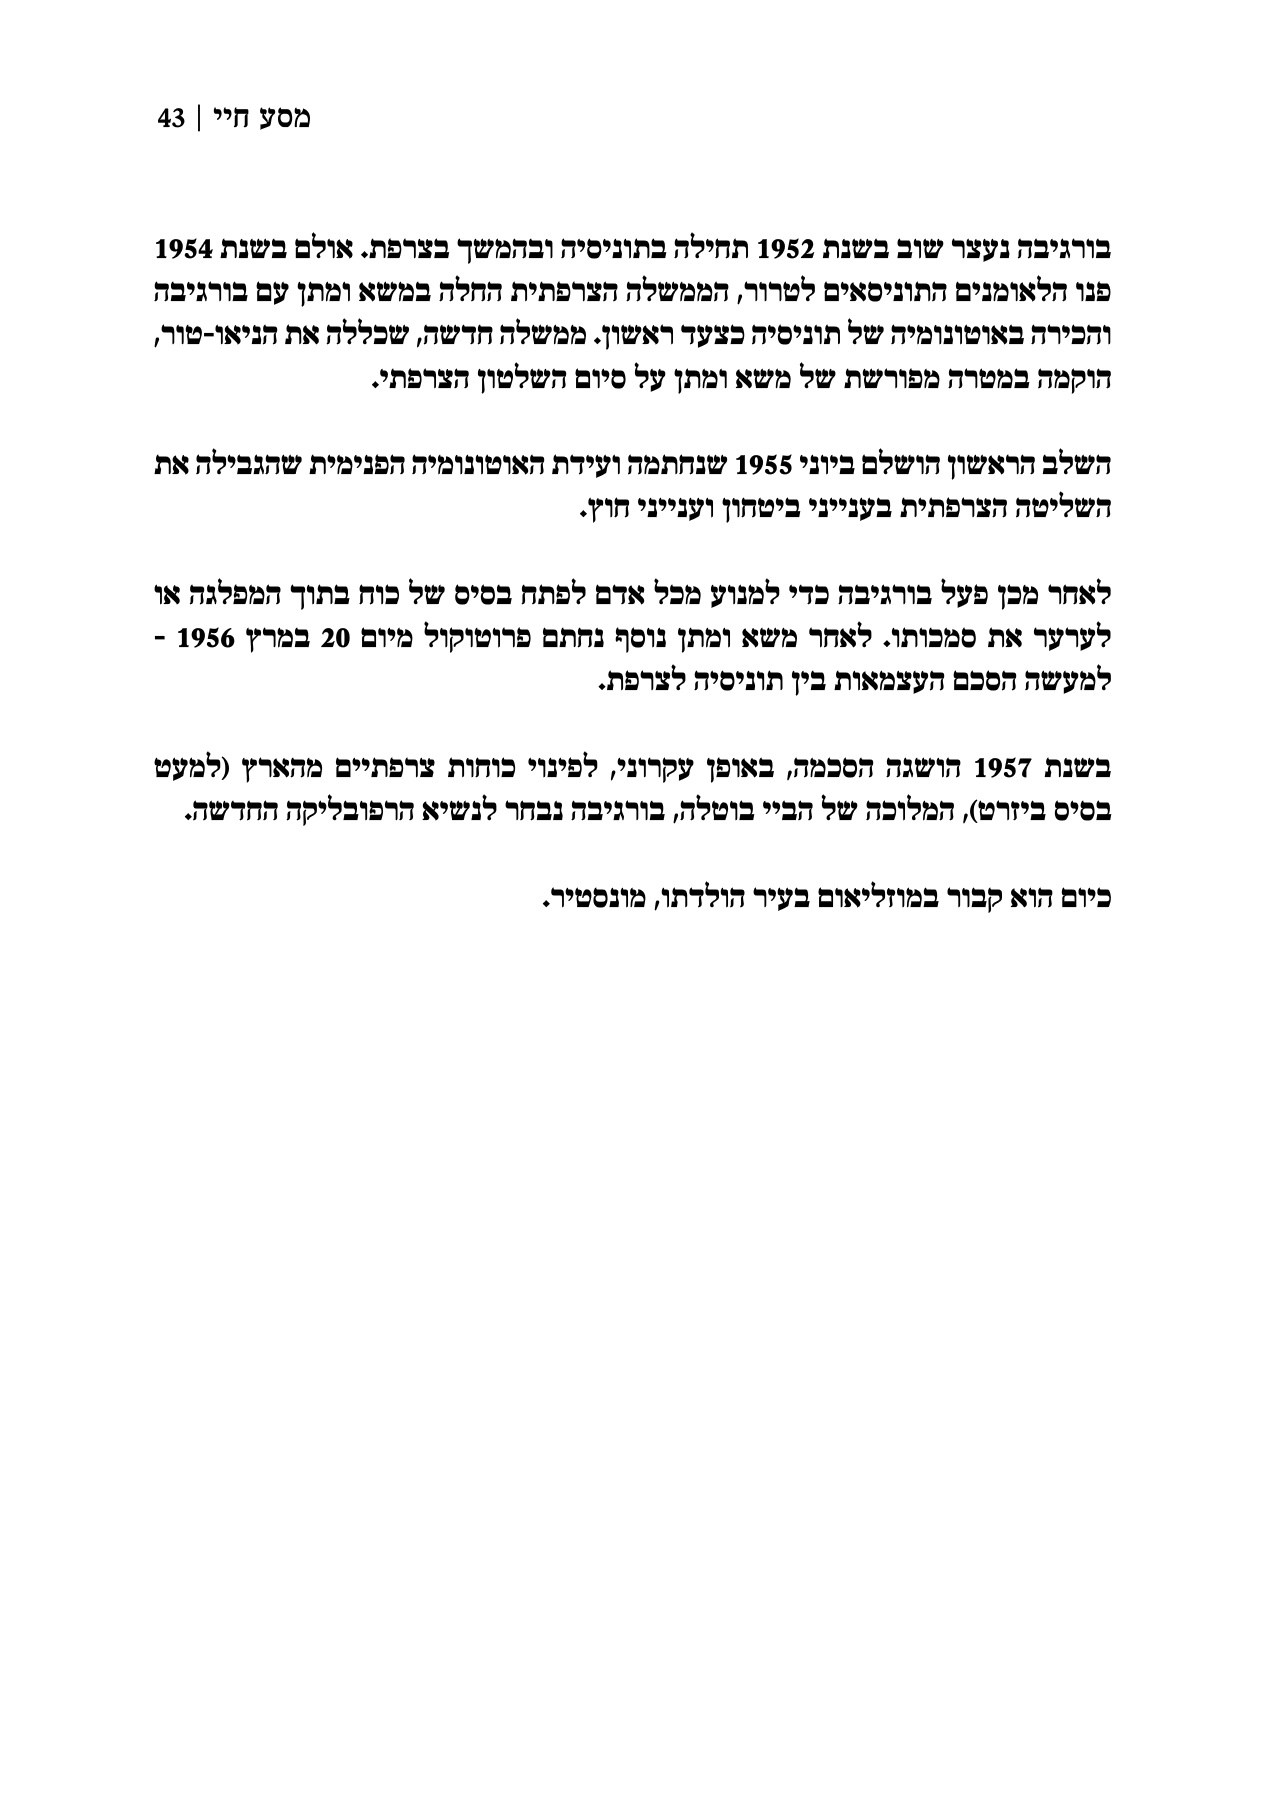 מסע חיי | 43
בורגיבה נעצר שוב בשנת 1952 תחילה בתוניסיה ובהמשך בצרפת. אולם בשנת 1954
פנו הלאומנים התוניסאים לטרור, הממשלה הצרפתית החלה במשא ומתן עם בורגיבה
והכירה באוטונומיה של תוניסיה כצעד ראשון. ממשלה חדשה, שכללה את הניאו-טור,
הוקמה במטרה מפורשת של משא ומתן על סיום השלטון הצרפתי.
השלב הראשון הושלם ביוני 1955 שנחתמה ועידת האוטונומיה הפנימית שהגבילה את
השליטה הצרפתית בענייני ביטחון וענייני חוץ.
לאחר מכן פעל בורגיבה כדי למנוע מכל אדם לפתח בסיס של כוח בתוך המפלגה או
לערער את סמכותו. לאחר משא ומתן נוסף נחתם פרוטוקול מיום 20 במרץ 1956 -
למעשה הסכם העצמאות בין תוניסיה לצרפת.
בשנת 1957 הושגה הסכמה, באופן עקרוני, לפינוי כוחות צרפתיים מהארץ (למעט
בסיס ביזרט), המלוכה של הביי בוטלה, בורגיבה נבחר לנשיא הרפובליקה החדשה.
כיום הוא קבור במוזליאום בעיר הולדתו, מונסטיר.